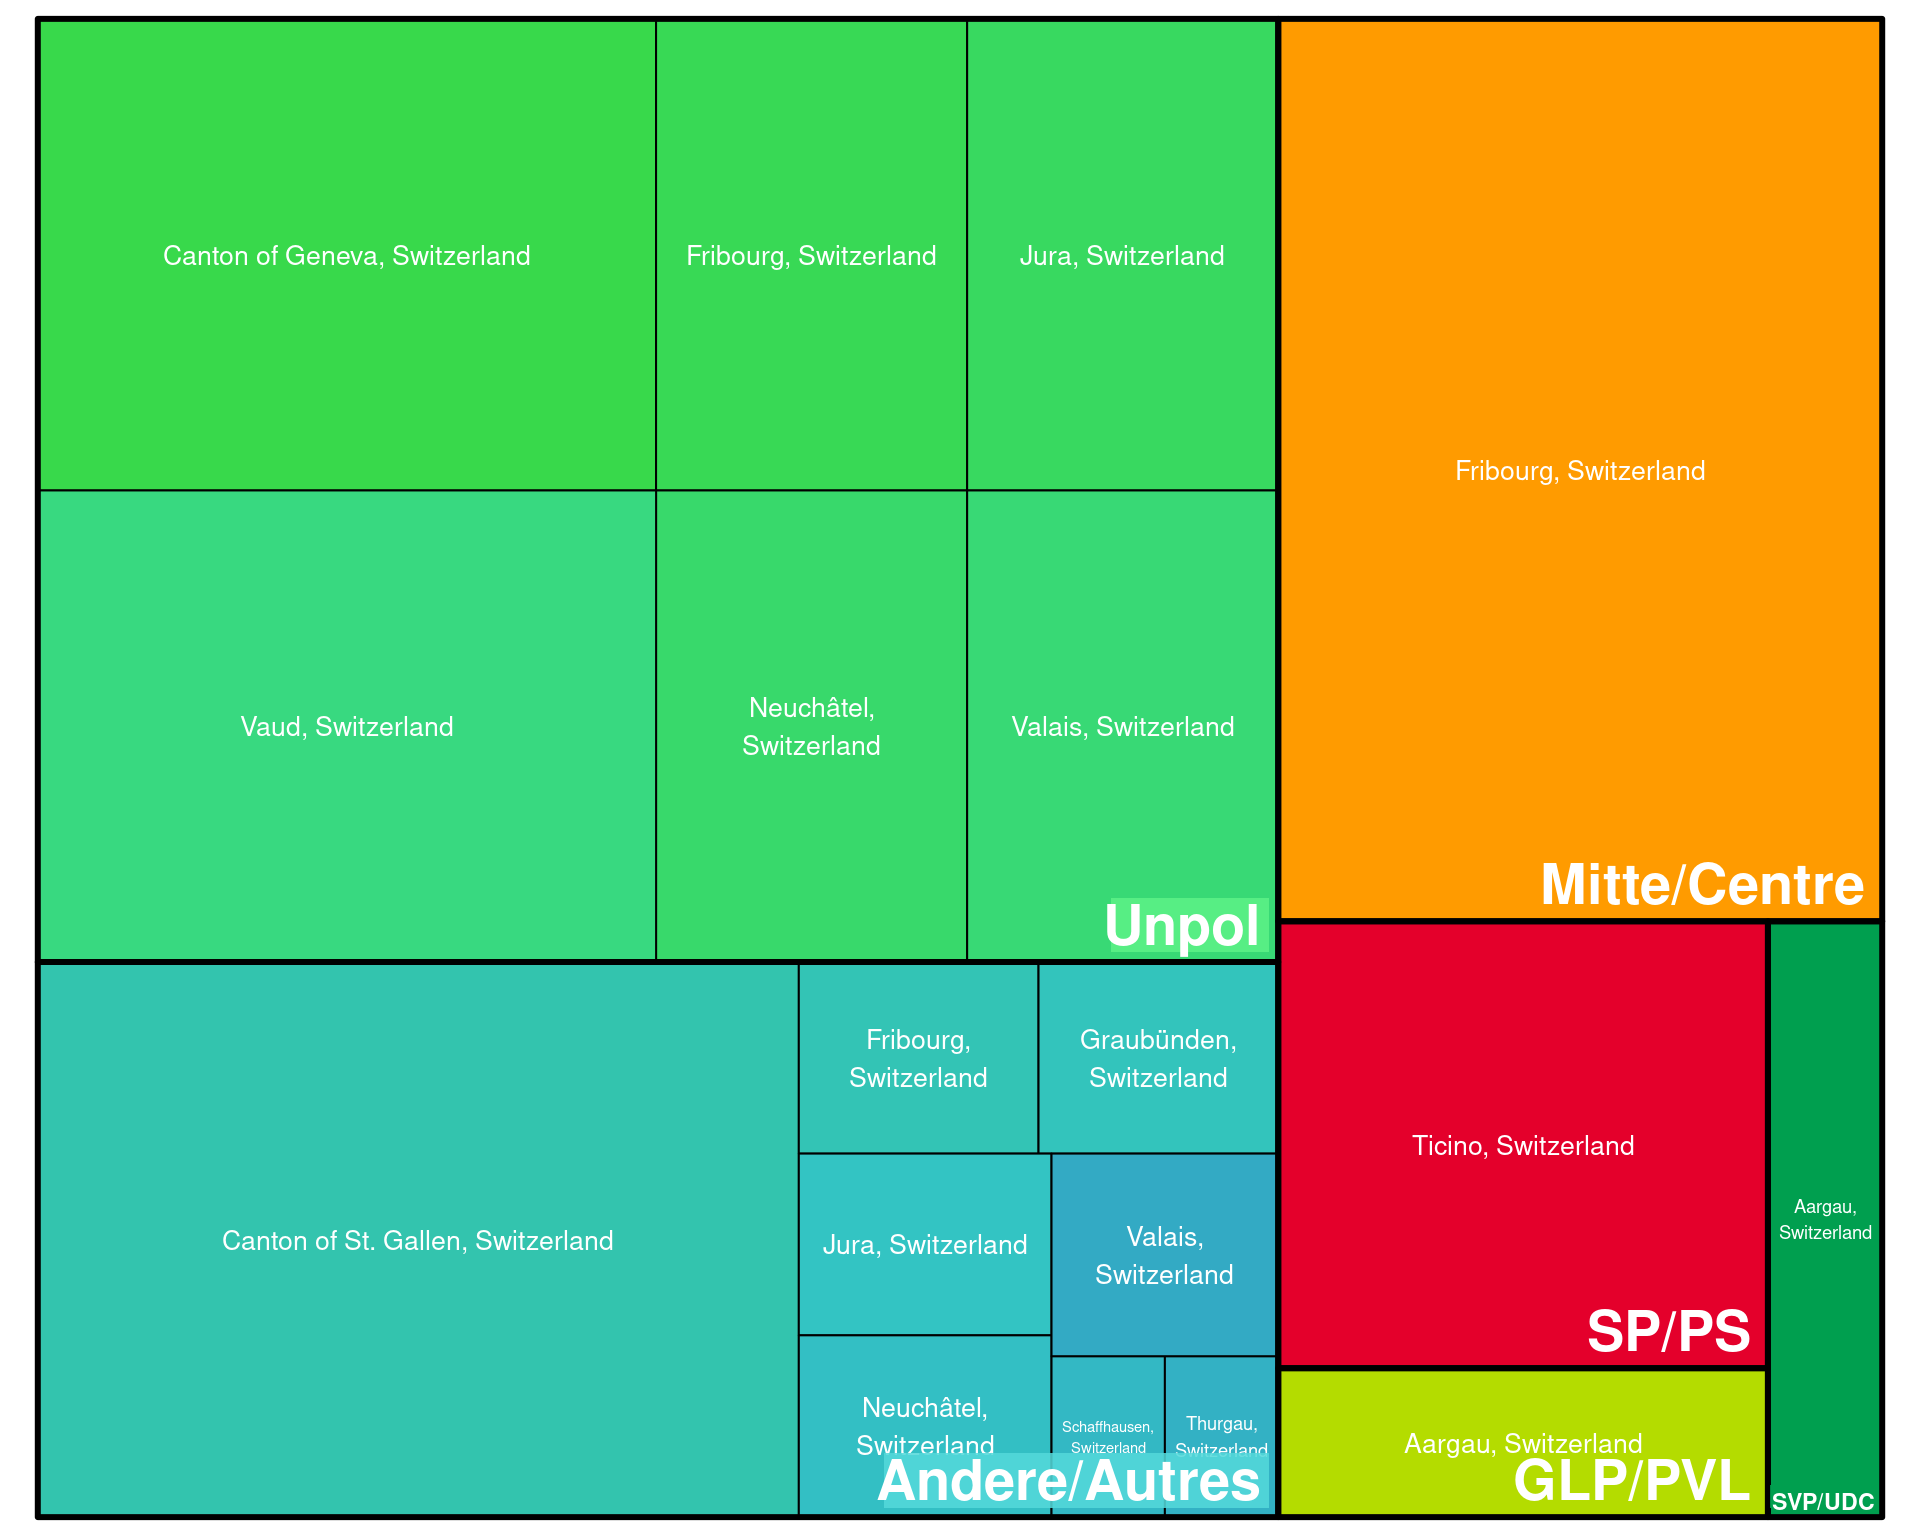 Canton of Geneva, Switzerland
Fribourg, Switzerland
Jura, Switzerland
Vaud, Switzerland
Neuchâtel,
Switzerland
Valais, Switzerland
Unpol
Fribourg, Switzerland
Mitte/Centre
Canton of St. Gallen, Switzerland
Fribourg,
Switzerland
Graubünden,
Switzerland
Jura, Switzerland
Valais,
Switzerland
Neuchâtel,
Switzerland
Schaffhausen,
Switzerland
Thurgau,
Switzerland
Andere/Autres
Ticino, Switzerland
SP/PS
Aargau, Switzerland
GLP/PVL
Aargau,
Switzerland
SVP/UDC